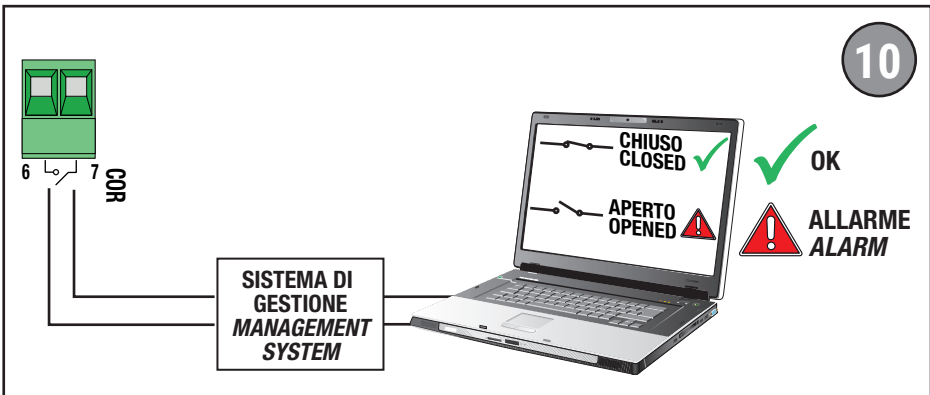 10
6 7 COR
CHIUSO
CLOSED
APERTO
OPENED
OK
ALLARME
ALARM
SISTEMA DI
GESTIONE
MANAGEMENT
SYSTEM